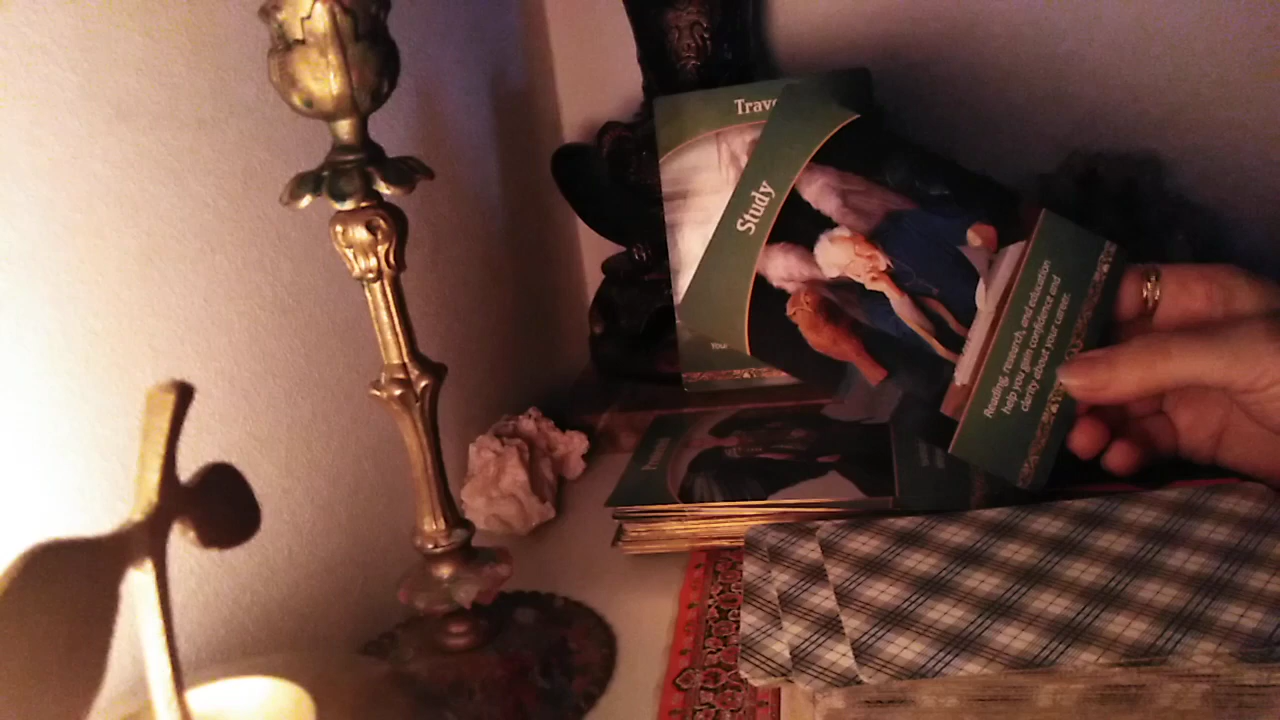 Trave
Study
Reading, research, and education
help you gain confidence and
clarity about your career.
Your